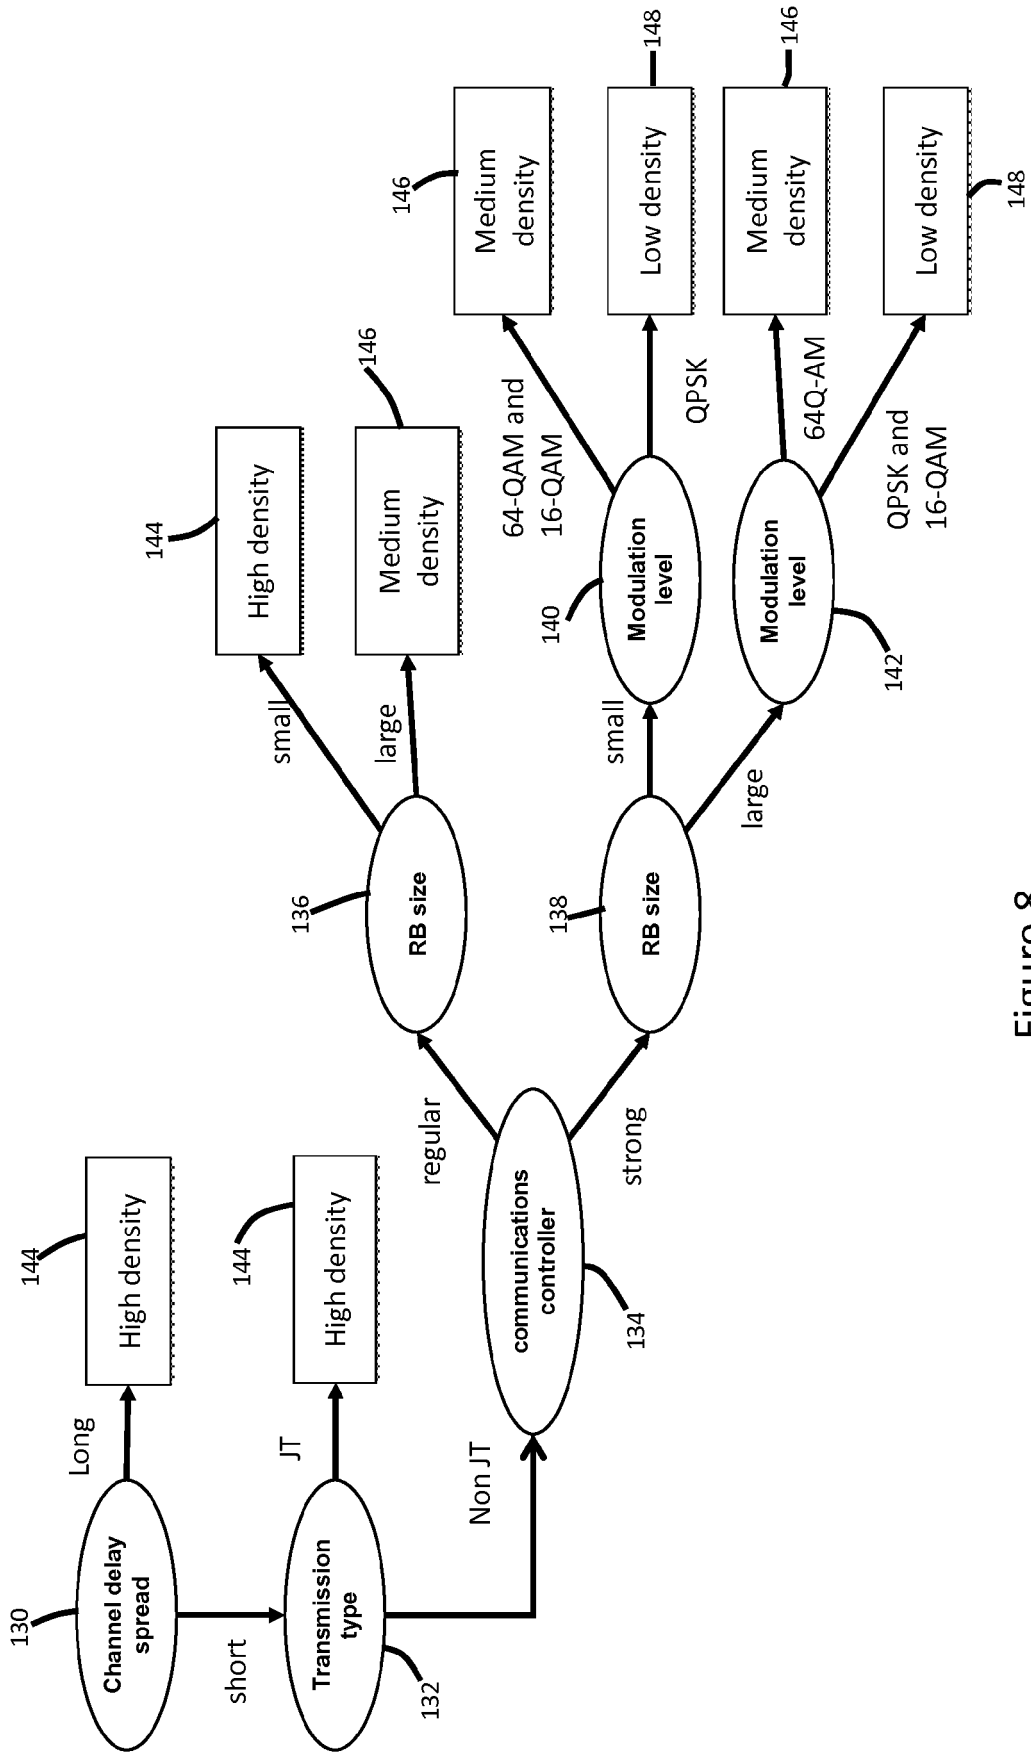 130
Channel delay
spread
Long
High density
144
short
Transmission
type
132
JT
High density
144
Non JT
communications
controller
134
regular
strong
RB size
136
small
High density
144
large
Medium
density
146
RB size
138
small
large
Modulation
level
140
64-QAM and
16-QAM
Medium
density
146
QPSK
Low density
148
Modulation
level
142
64Q-AM
Medium
density
146
QPSK and
16-QAM
Low density
148
Figure 8